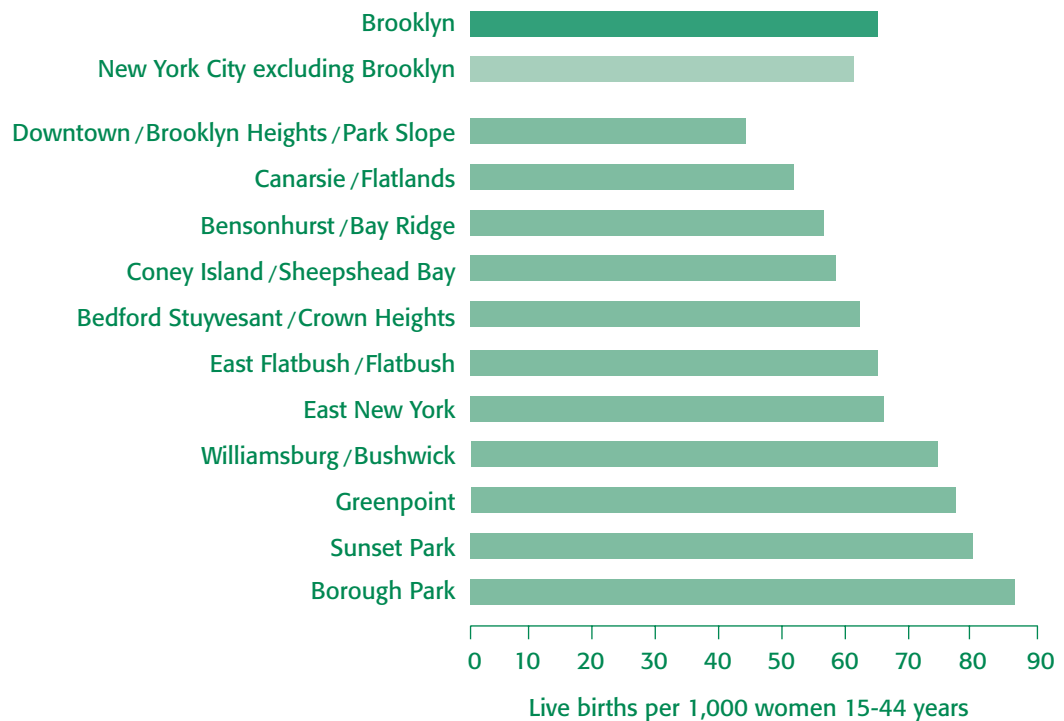 Brooklyn
New York City excluding Brooklyn
Downtown/Brooklyn Heights/Park Slope
Canarsie/Flatlands
Bensonhurst/Bay Ridge
Coney Island/Sheepshead Bay
Bedford Stuyvesant/Crown Heights
East Flatbush/Flatbush
East New York
Williamsburg/Bushwick
Greenpoint
Sunset Park
Borough Park
0 10 20 30 40 50 60 70 80 90
Live births per 1,000 women 15-44 years